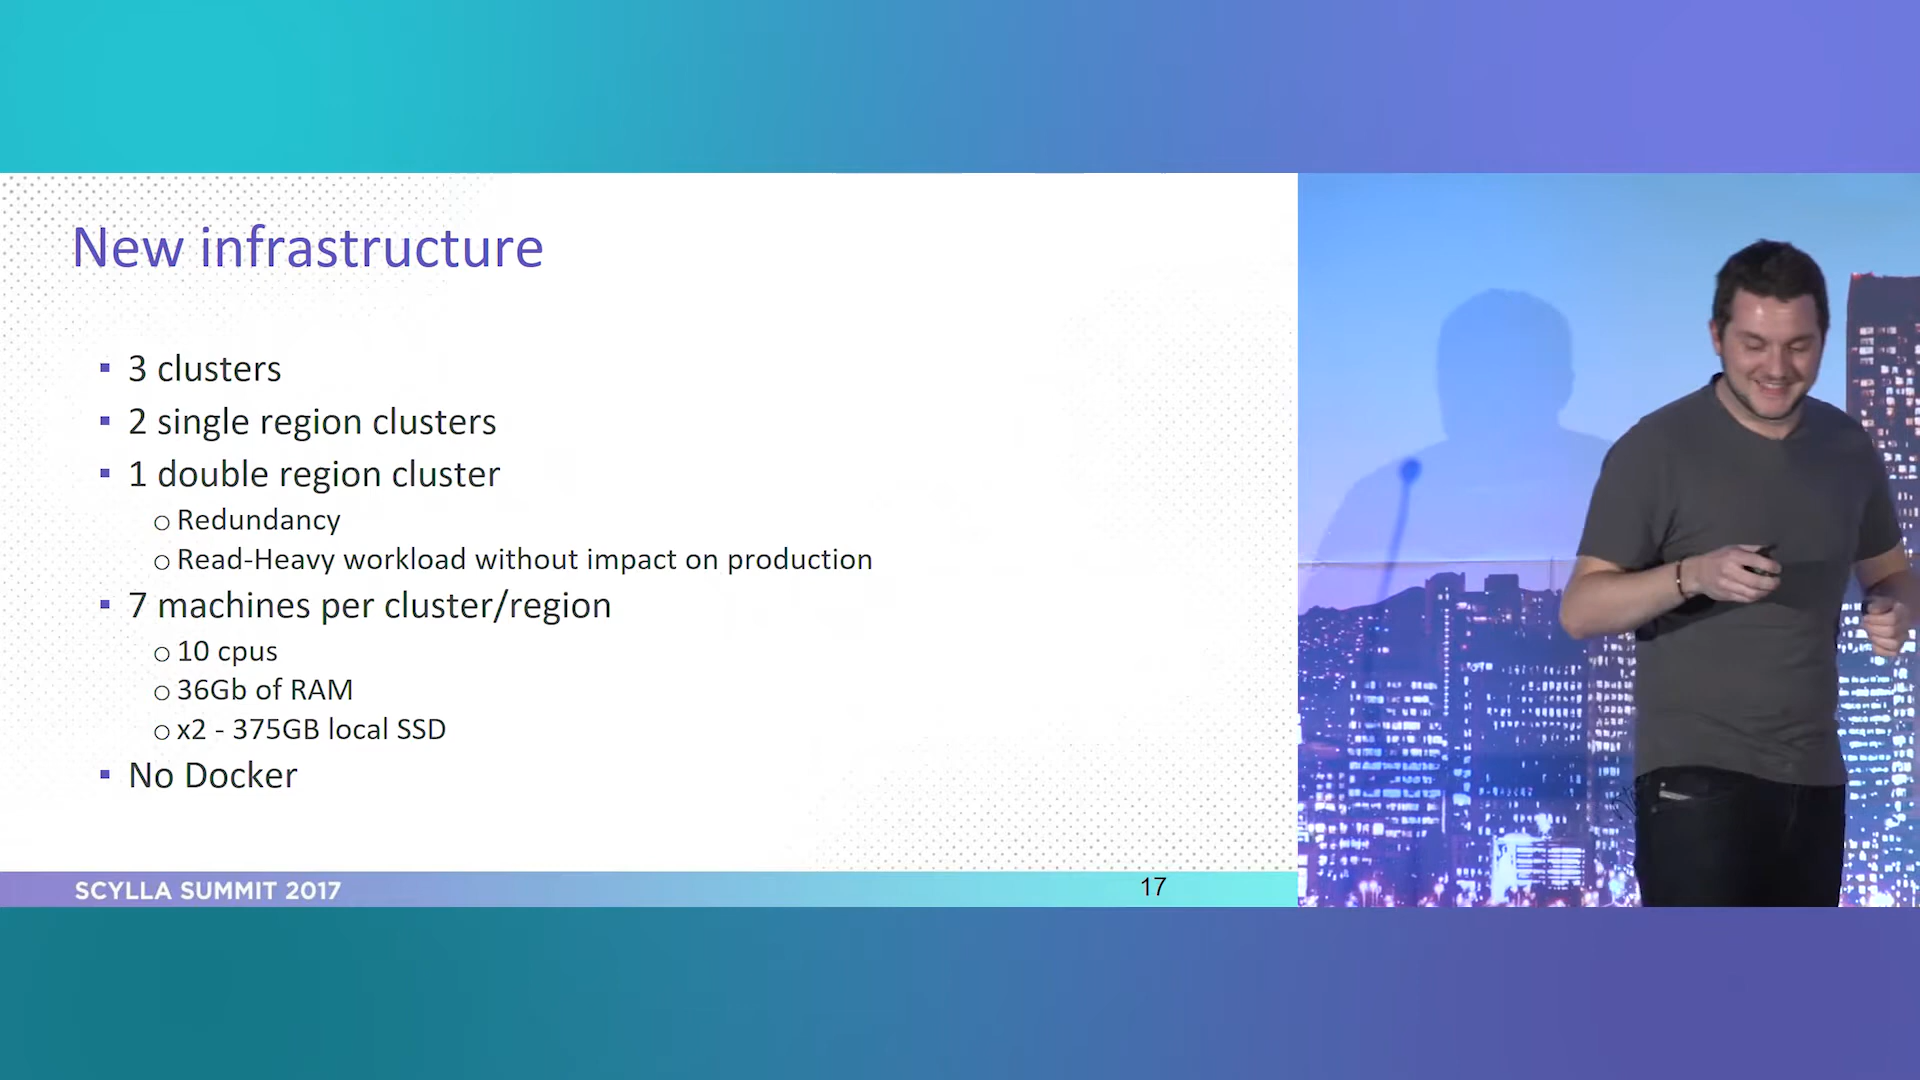 New infrastructure
▪ 3 clusters
▪ 2 single region clusters
▪ 1 double region cluster
o Redundancy
o Read-Heavy workload without impact on production
▪ 7 machines per cluster/region
o 10 cpus
o 36Gb of RAM
o x2 - 375GB local SSD
▪ No Docker
SCYLLA SUMMIT 2017
17